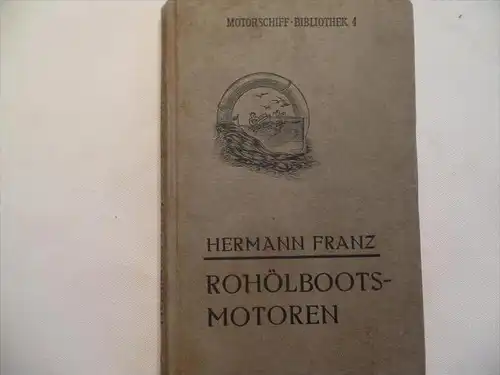 MOTORSCHIFF-BIBLIOTHEK 4
HERMANN FRANZ
ROHÖLBOOTS-
MOTOREN